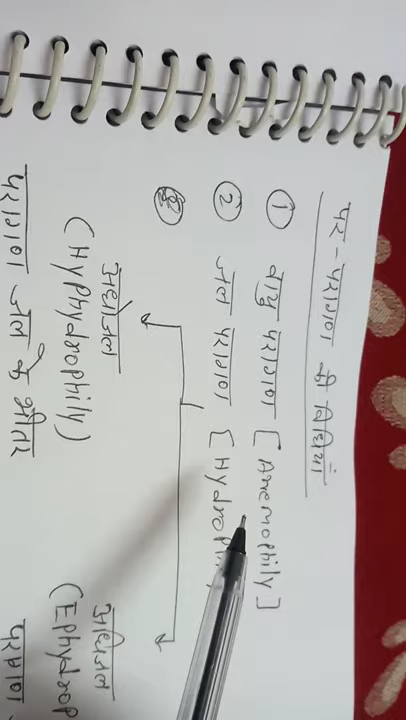 पर-परागण की विधियां
① वायु परागण [Anemophily]
② जल परागण [Hydroph
अधोजल
(Hyphydrophily)
परागण जल के भीतर
अधिजल
(Ephydrop
परागण